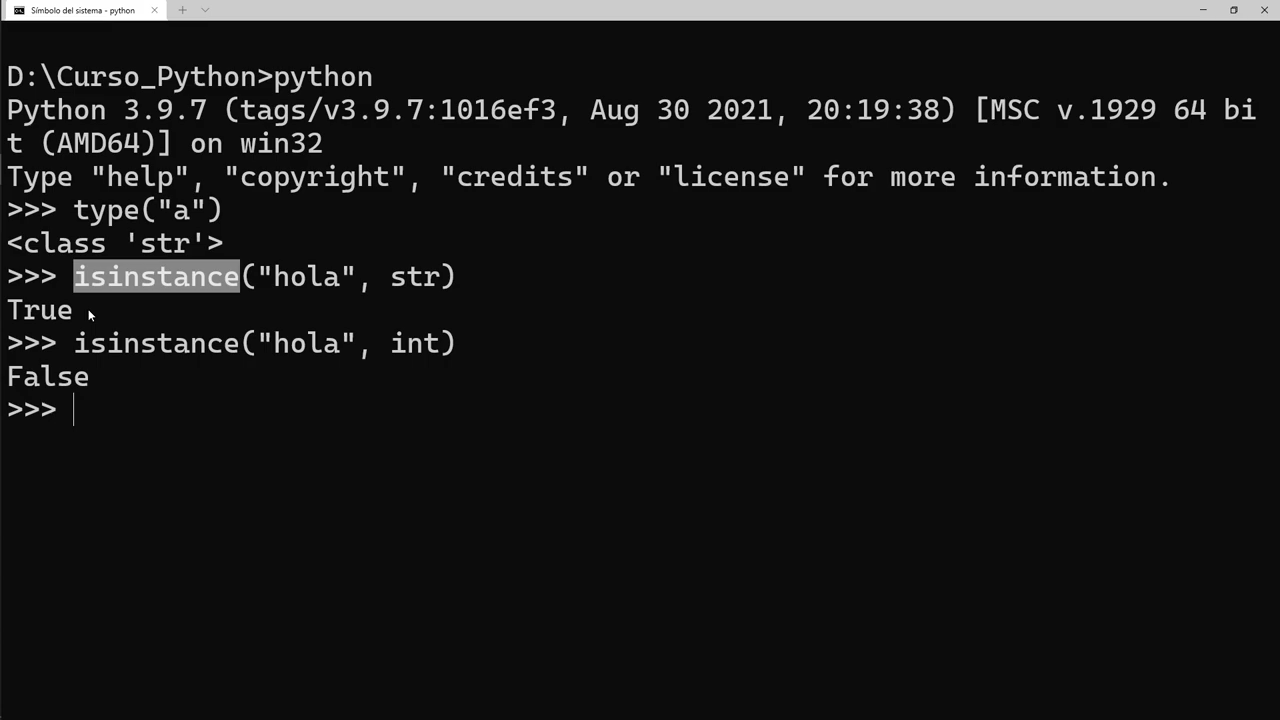 Símbolo del sistema - python
D:\Curso_Python>python
Python 3.9.7 (tags/v3.9.7:1016ef3, Aug 30 2021, 20:19:38) [MSC v.1929 64 bi
t (AMD64)] on win32
Type "help", "copyright", "credits" or "license" for more information.
>>> type("a")
<class 'str'>
>>> isinstance("hola", str)
True
>>> isinstance("hola", int)
False
>>>